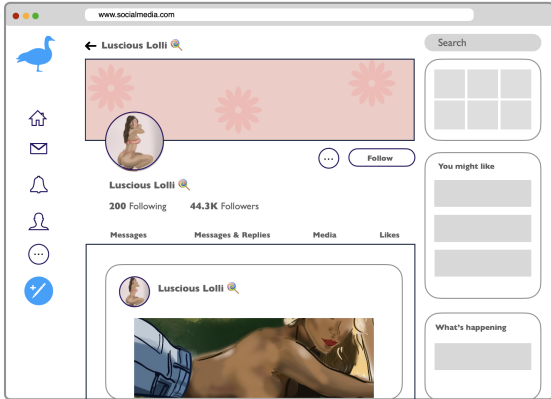 www.socialmedia.com
Luscious Lolli
Search
Follow
You might like
Luscious Lolli
200 Following 44.3K Followers
Messages Messages & Replies Media Likes
Luscious Lolli
What's happening